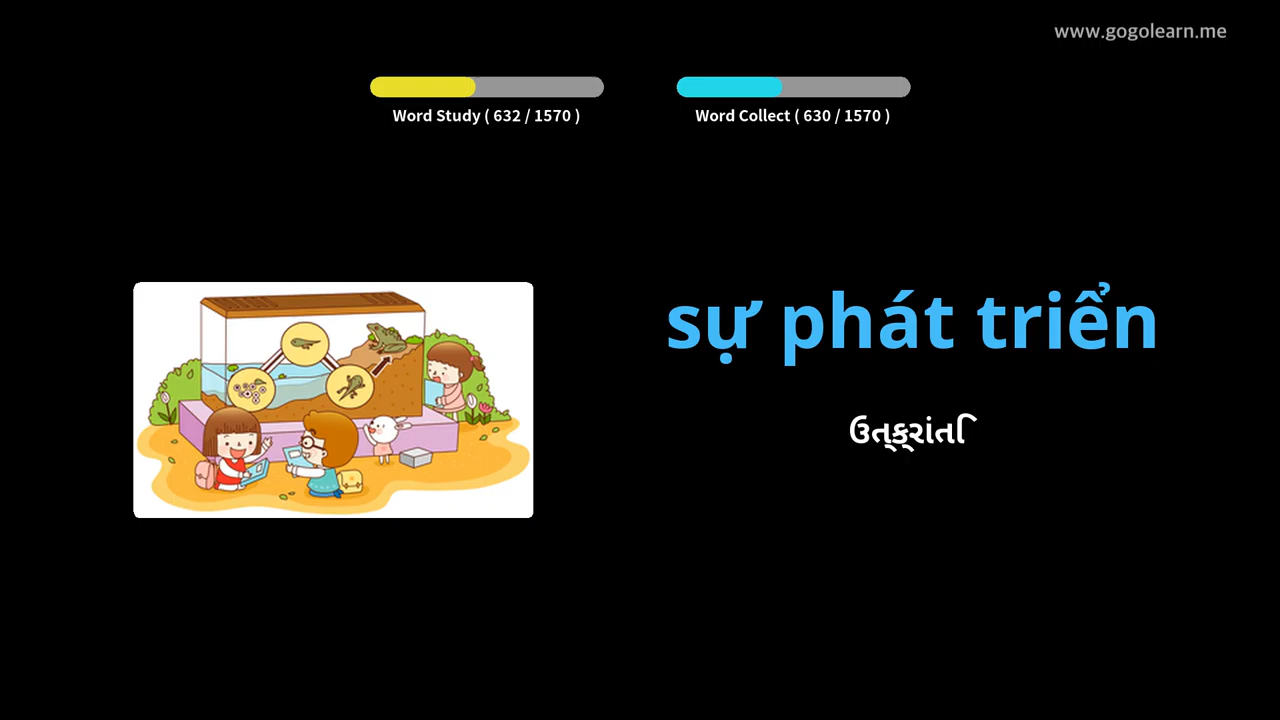 www.gogolearn.me
Word Study ( 632 / 1570 )
Word Collect ( 630 / 1570 )
sự phát triển
ઉત્ક્રાંતિ